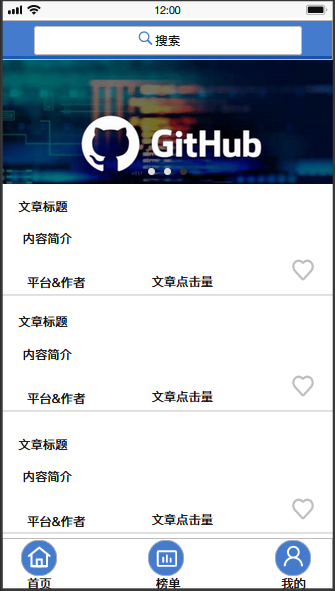 12:00
搜索
GitHub
文章标题
内容简介
平台&作者 文章点击量
文章标题
内容简介
平台&作者 文章点击量
文章标题
内容简介
平台&作者 文章点击量
首页 榜单 我的